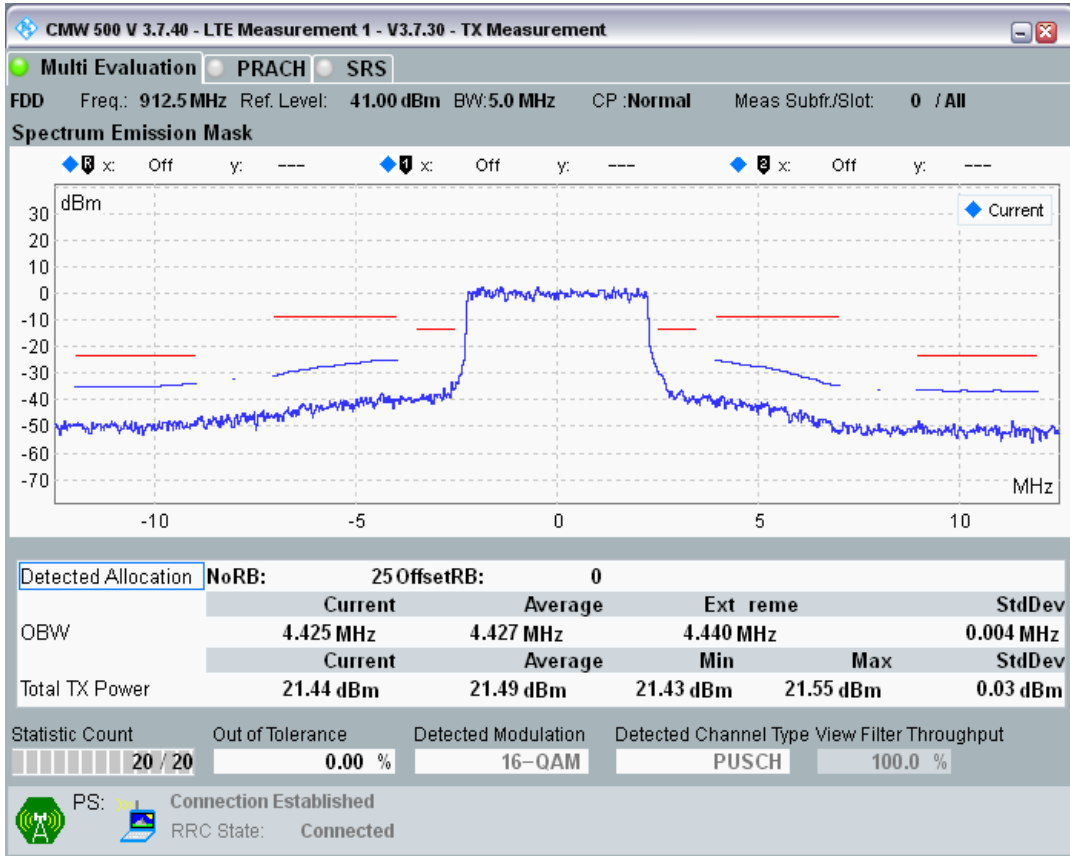 CMW 500 V 3.7.40 - LTE Measurement 1 - V3.7.30 - TX Measurement
Multi Evaluation PRACH SRS
FDD Freq.: 912.5 MHz Ref. Level: 41.00 dBm BW: 5.0 MHz CP : Normal Meas Subfr./Slot: 0 / All
Spectrum Emission Mask
R x: Off y: --- 1 x: Off y: --- 2 x: Off y: ---
dBm
Current
30
20
10
0
-10
-20
-30
-40
-50
-60
-70
MHz
-10 -5 0 5 10
Detected Allocation NoRB: 25 OffsetRB: 0
Current Average Ext reme StdDev
OBW 4.425 MHz 4.427 MHz 4.440 MHz 0.004 MHz
Current Average Min Max StdDev
Total TX Power 21.44 dBm 21.49 dBm 21.43 dBm 21.55 dBm 0.03 dBm
Statistic Count Out of Tolerance Detected Modulation Detected Channel Type View Filter Throughput
20 / 20 0.00 % 16-QAM PUSCH 100.0 %
PS: Connection Established
RRC State: Connected